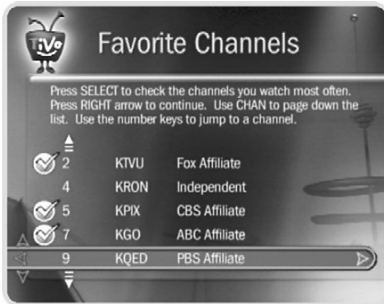 TiVo
Favorite Channels
Press SELECT to check the channels you watch most often.
Press RIGHT arrow to continue. Use CHAN to page down the
list. Use the number keys to jump to a channel.
2 KTVU Fox Affiliate
4 KRON Independent
5 KPIX CBS Affiliate
7 KGO ABC Affiliate
9 KQED PBS Affiliate